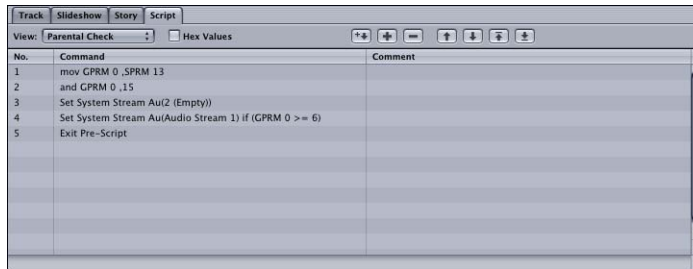 Track Slideshow Story Script
View: Parental Check Hex Values
No. Command Comment
1 mov GPRM 0 ,SPRM 13
2 and GPRM 0 ,15
3 Set System Stream Au(2 (Empty))
4 Set System Stream Au(Audio Stream 1) if (GPRM 0 >= 6)
5 Exit Pre-Script